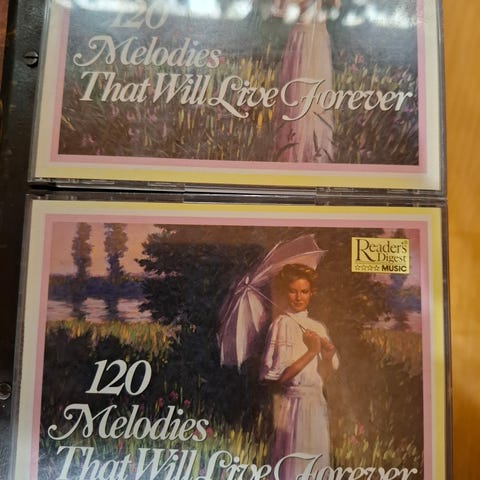 120
Melodies
That Will Live Forever
Reader's
Digest
MUSIC
120
Melodies
That Will Live Forever